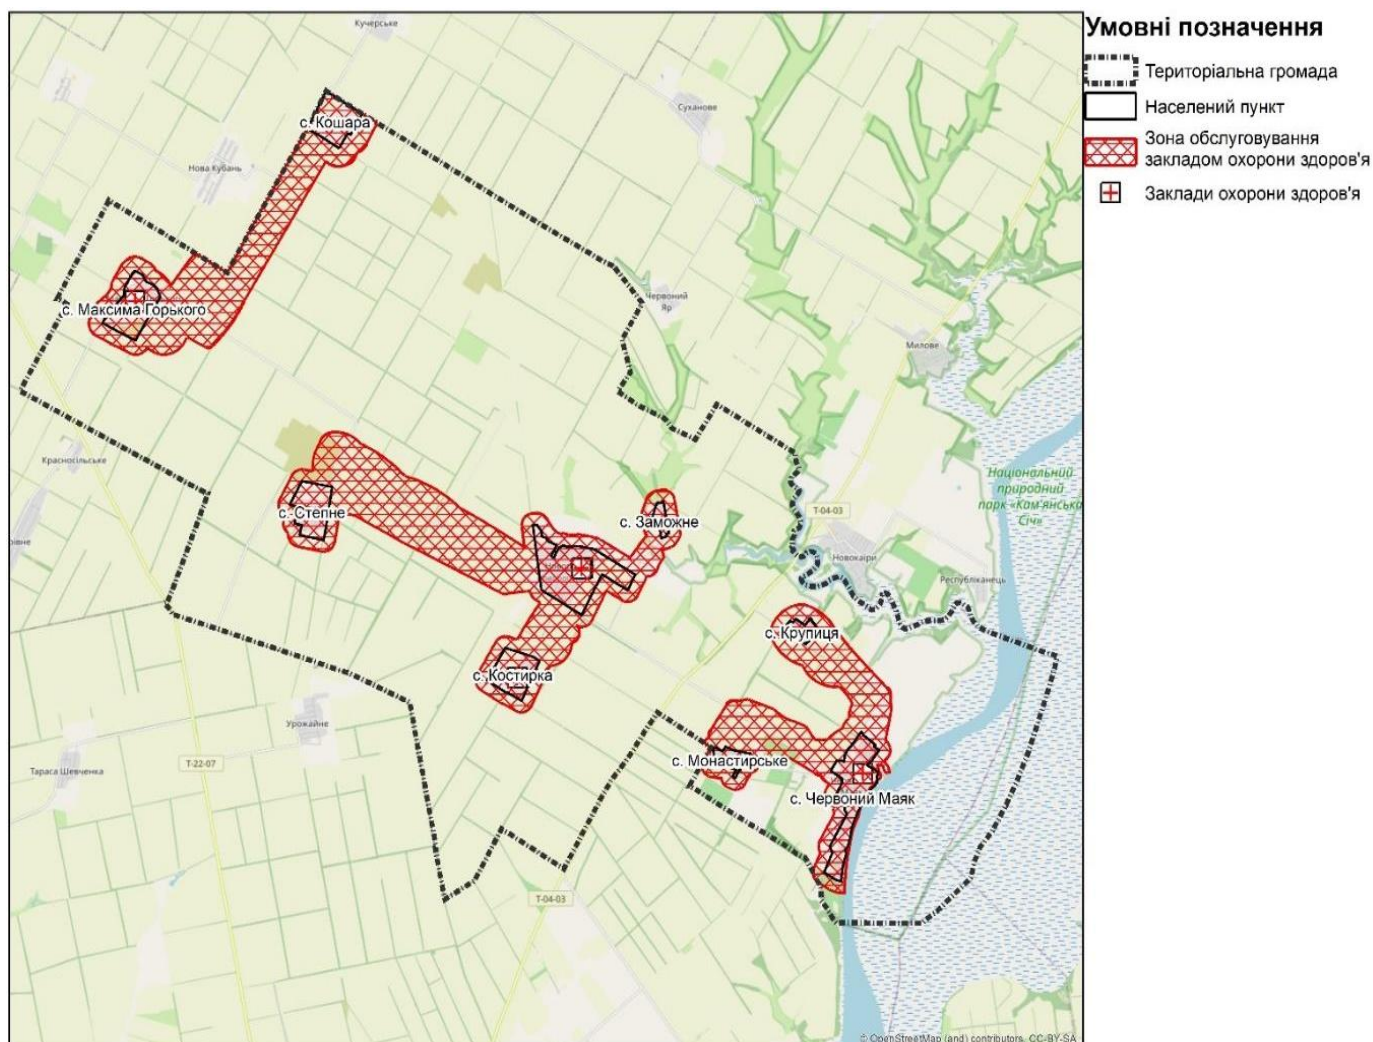 Умовні позначення
Територіальна громада
Населений пункт
Зона обслуговування
закладом охорони здоров'я
Заклади охорони здоров'я
Кучерське
с. Кошара
Суханове
Нова Кубань
с. Максима Горького
Червоний
Яр
Милове
Красносільське
Національний
природний
парк «Кам'янська
Січ»
с. Степне
с. Заможне
Т-04-03
Новокаїри
Республіканець
с. Крупиця
с. Костирка
Урожайне
Т-22-07
Тараса Шевченка
с. Монастирське
с. Червоний Маяк
Т-04-03
© OpenStreetMap (and) contributors, CC-BY-SA